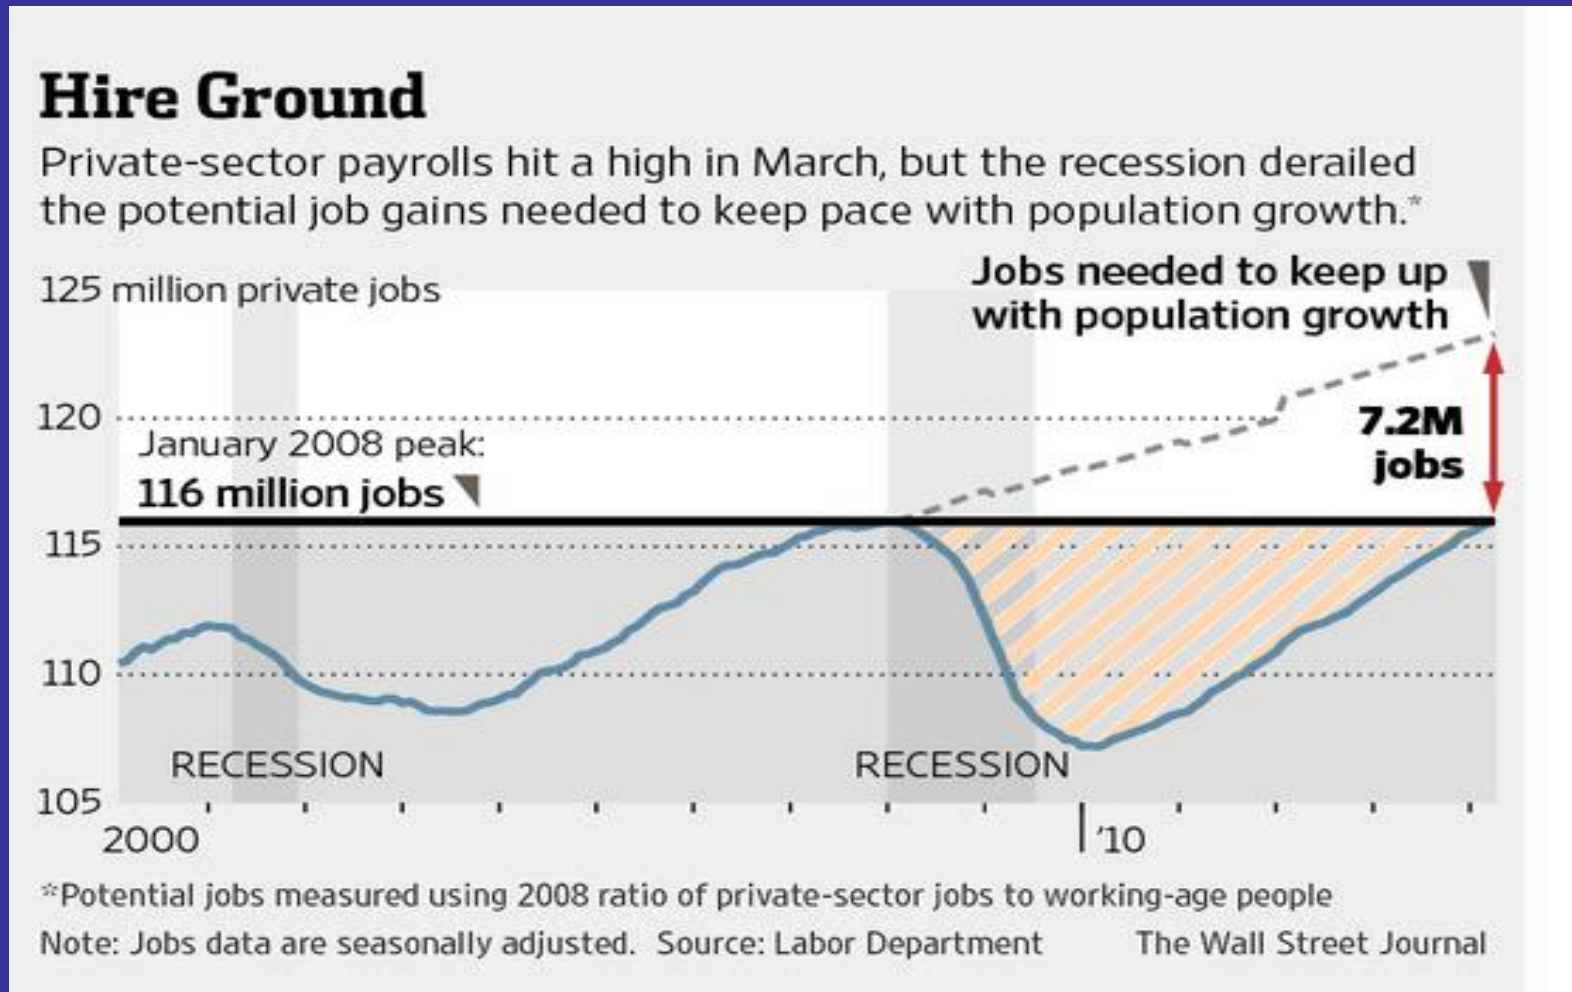 Hire Ground
Private-sector payrolls hit a high in March, but the recession derailed
the potential job gains needed to keep pace with population growth.*
125 million private jobs
Jobs needed to keep up
with population growth
120
January 2008 peak:
116 million jobs
7.2M
jobs
115
110
RECESSION
RECESSION
105
2000
'10
*Potential jobs measured using 2008 ratio of private-sector jobs to working-age people
Note: Jobs data are seasonally adjusted. Source: Labor Department
The Wall Street Journal